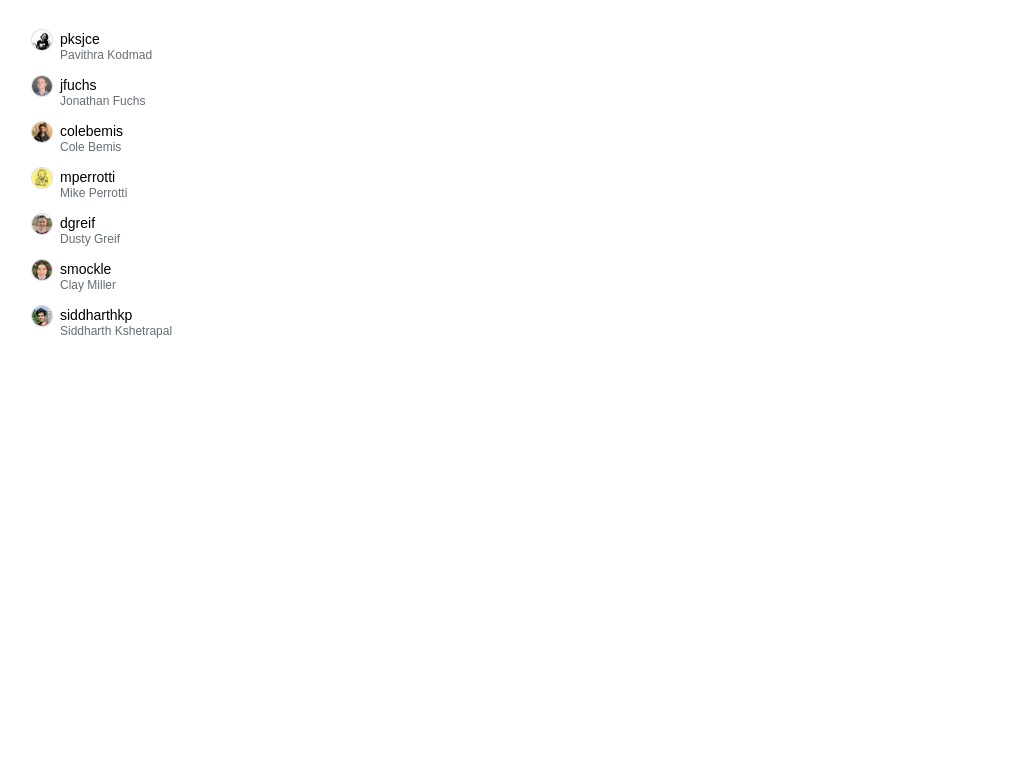 pksjce
Pavithra Kodmad
jfuchs
Jonathan Fuchs
colebemis
Cole Bemis
mperrotti
Mike Perrotti
dgreif
Dusty Greif
smockle
Clay Miller
siddharthkp
Siddharth Kshetrapal